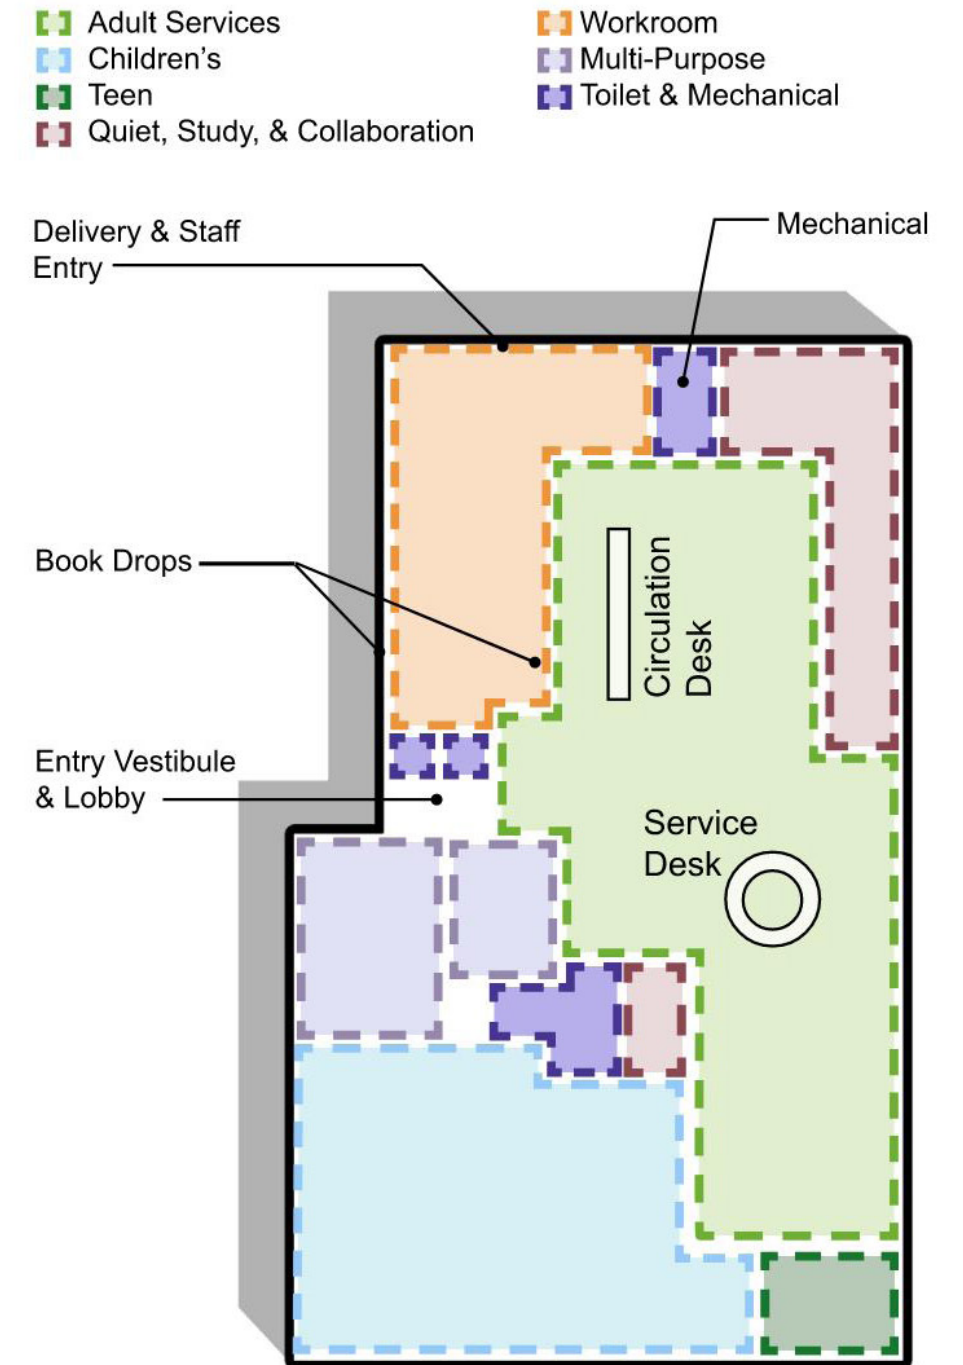 Adult Services
Children's
Teen
Quiet, Study, & Collaboration
Workroom
Multi-Purpose
Toilet & Mechanical
Delivery & Staff
Entry
Mechanical
Book Drops
Circulation
Desk
Entry Vestibule
& Lobby
Service
Desk